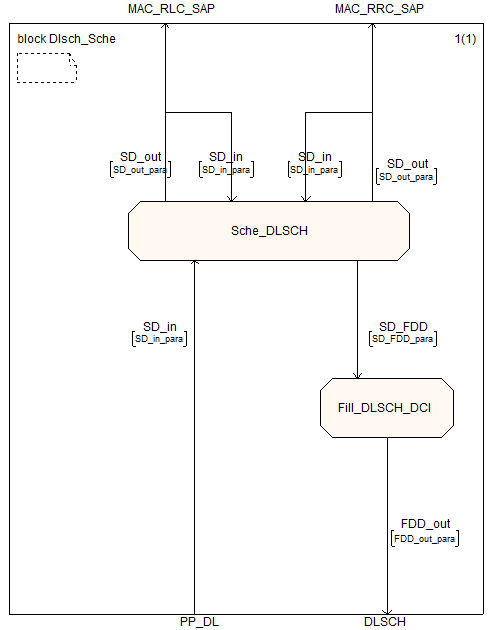 MAC_RLC_SAP
MAC_RRC_SAP
block Dlsch_Sche
1(1)
SD_out
[SD_out_para]
SD_in
[SD_in_para]
SD_in
[SD_in_para]
SD_out
[SD_out_para]
Sche_DLSCH
SD_in
[SD_in_para]
SD_FDD
[SD_FDD_para]
Fill_DLSCH_DCI
FDD_out
[FDD_out_para]
PP_DL
DLSCH